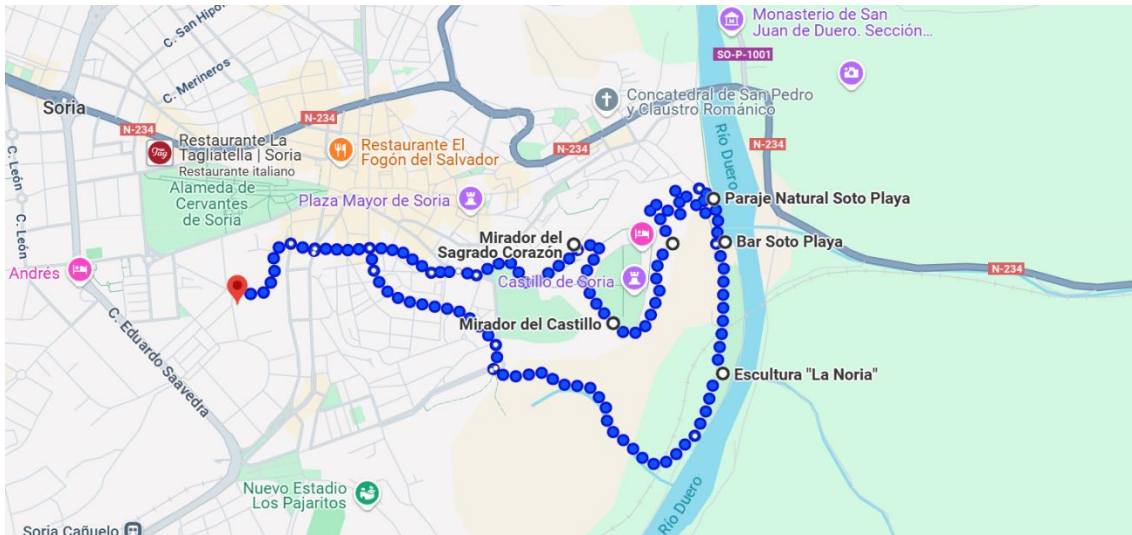 C. San Hipól
Monasterio de San
Juan de Duero. Sección...
SO-P-1001
C. Merineros
Concatedral de San Pedro
y Claustro Románico
Soria
N-234
N-234
N-234
N-234
Restaurante La
Tagliatella | Soria
Restaurante italiano
Tag
Restaurante El
Fogón del Salvador
Río Duero
C. León
Alameda de
Cervantes
de Soria
Plaza Mayor de Soria
Paraje Natural Soto Playa
C. León
Mirador del
Sagrado Corazón
Bar Soto Playa
Andrés
Castillo de Soria
N-234
Mirador del Castillo
C. Eduardo Saavedra
Escultura "La Noria"
Nuevo Estadio
Los Pajaritos
Río Duero
Soria Cañuelo